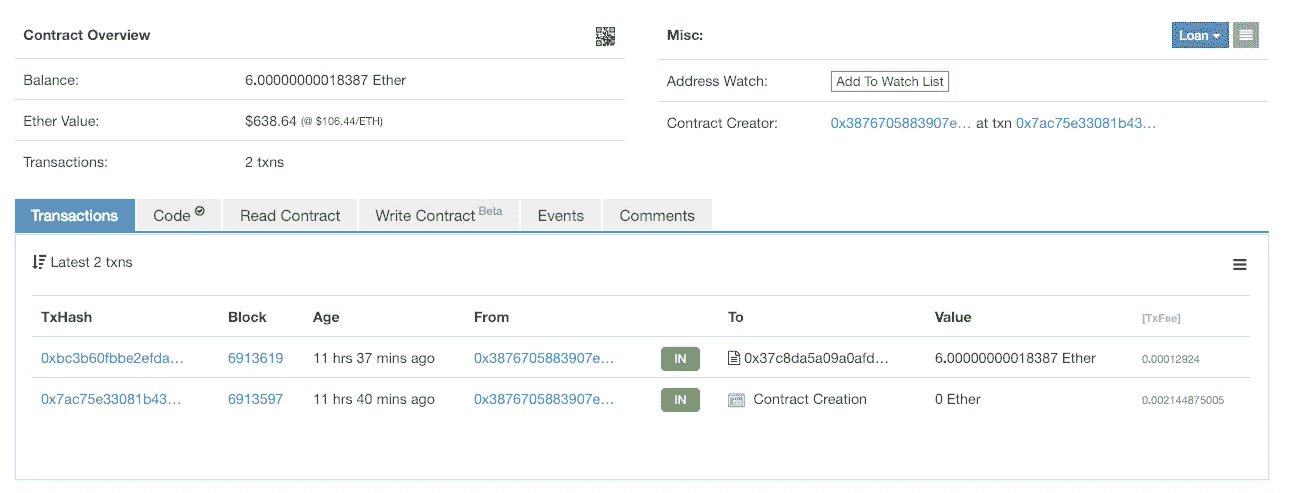 Contract Overview
Balance: 6.00000000018387 Ether
Ether Value: $638.64 (@ $106.44/ETH)
Transactions: 2 txns
Misc: Loan
Address Watch: Add To Watch List
Contract Creator: 0x3876705883907e... at txn 0x7ac75e33081b43...
Transactions Code Read Contract Write Contract Beta Events Comments
Latest 2 txns
TxHash Block Age From To Value [TxFee]
0xbc3b60fbbe2efda... 6913619 11 hrs 37 mins ago 0x3876705883907e... IN 0x37c8da5a09a0afd... 6.00000000018387 Ether 0.00012924
0x7ac75e33081b43... 6913597 11 hrs 40 mins ago 0x3876705883907e... IN Contract Creation 0 Ether 0.002144875005